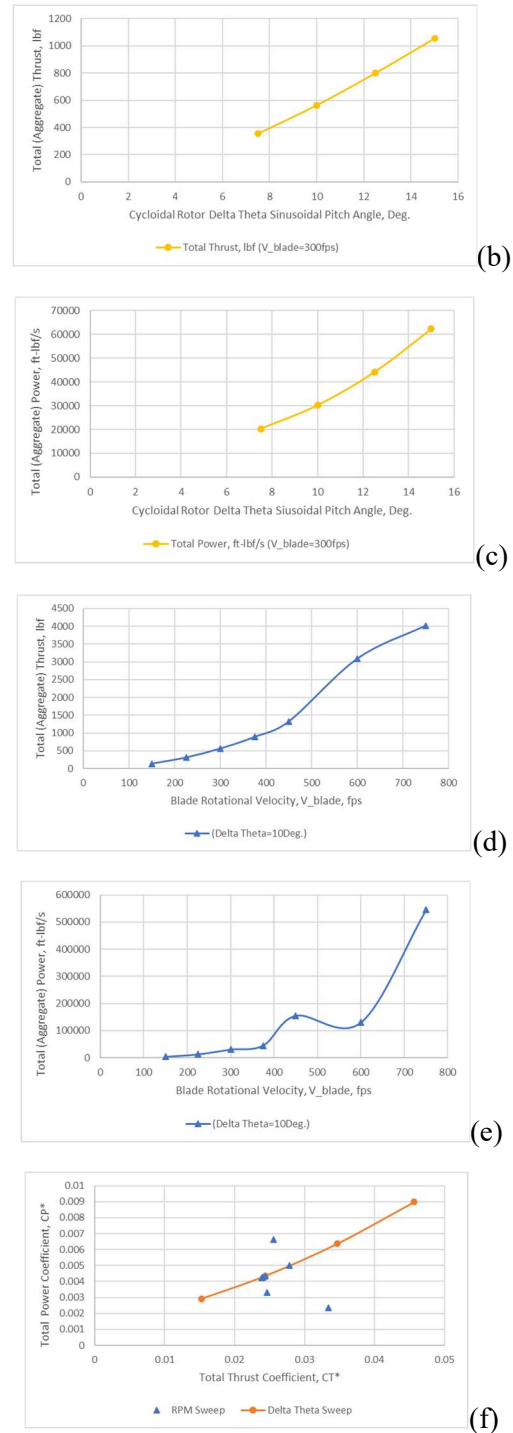 Total (Aggregate) Thrust, lbf
1200
1000
800
600
400
200
0
0 2 4 6 8 10 12 14 16
Cycloidal Rotor Delta Theta Sinusoidal Pitch Angle, Deg.
Total Thrust, lbf (V_blade=300fps)
(b)
Total (Aggregate) Power, ft-lbf/s
70000
60000
50000
40000
30000
20000
10000
0
0 2 4 6 8 10 12 14 16
Cycloidal Rotor Delta Theta Siusoidal Pitch Angle, Deg.
Total Power, ft-lbf/s (V_blade=300fps)
(c)
Total (Aggregate) Thrust, lbf
4500
4000
3500
3000
2500
2000
1500
1000
500
0
0 100 200 300 400 500 600 700 800
Blade Rotational Velocity, V_blade, fps
(Delta Theta=10Deg.)
(d)
Total (Aggregate) Power, ft-lbf/s
600000
500000
400000
300000
200000
100000
0
0 100 200 300 400 500 600 700 800
Blade Rotational Velocity, V_blade, fps
(Delta Theta=10Deg.)
(e)
Total Power Coefficient, CP*
0.01
0.009
0.008
0.007
0.006
0.005
0.004
0.003
0.002
0.001
0
0 0.01 0.02 0.03 0.04 0.05
Total Thrust Coefficient, CT*
RPM Sweep Delta Theta Sweep
(f)